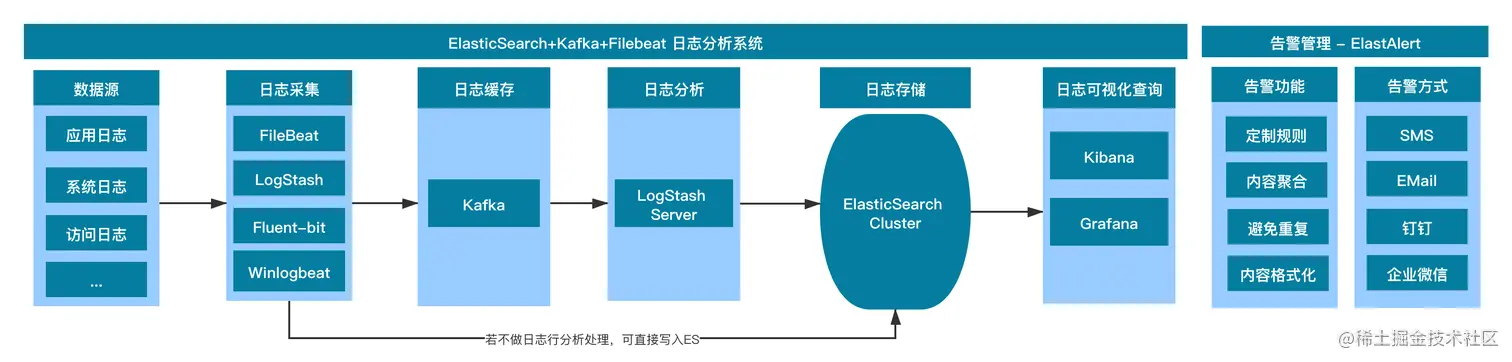 ElasticSearch+Kafka+Filebeat 日志分析系统
告警管理 - ElastAlert
数据源
应用日志
系统日志
访问日志
...
日志采集
FileBeat
LogStash
Fluent-bit
Winlogbeat
日志缓存
Kafka
日志分析
LogStash
Server
日志存储
ElasticSearch
Cluster
日志可视化查询
Kibana
Grafana
告警功能
定制规则
内容聚合
避免重复
内容格式化
告警方式
SMS
EMail
钉钉
企业微信
若不做日志行分析处理，可直接写入ES
@稀土掘金技术社区